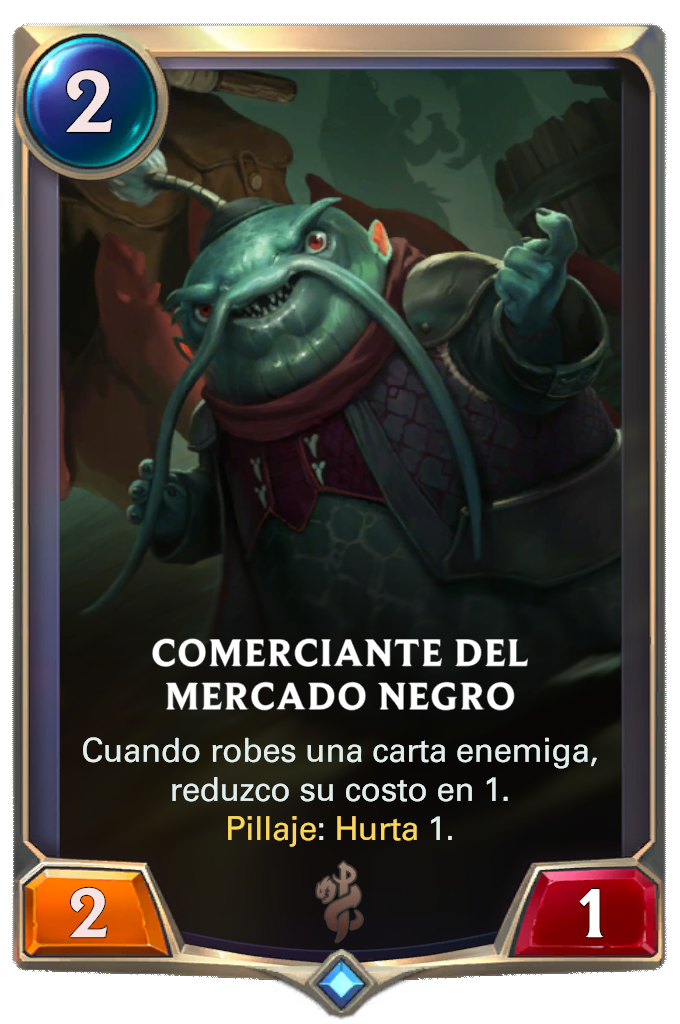 2
COMERCIANTE DEL
MERCADO NEGRO
Cuando robes una carta enemiga,
reduzco su costo en 1.
Pillaje: Hurta 1.
2
1